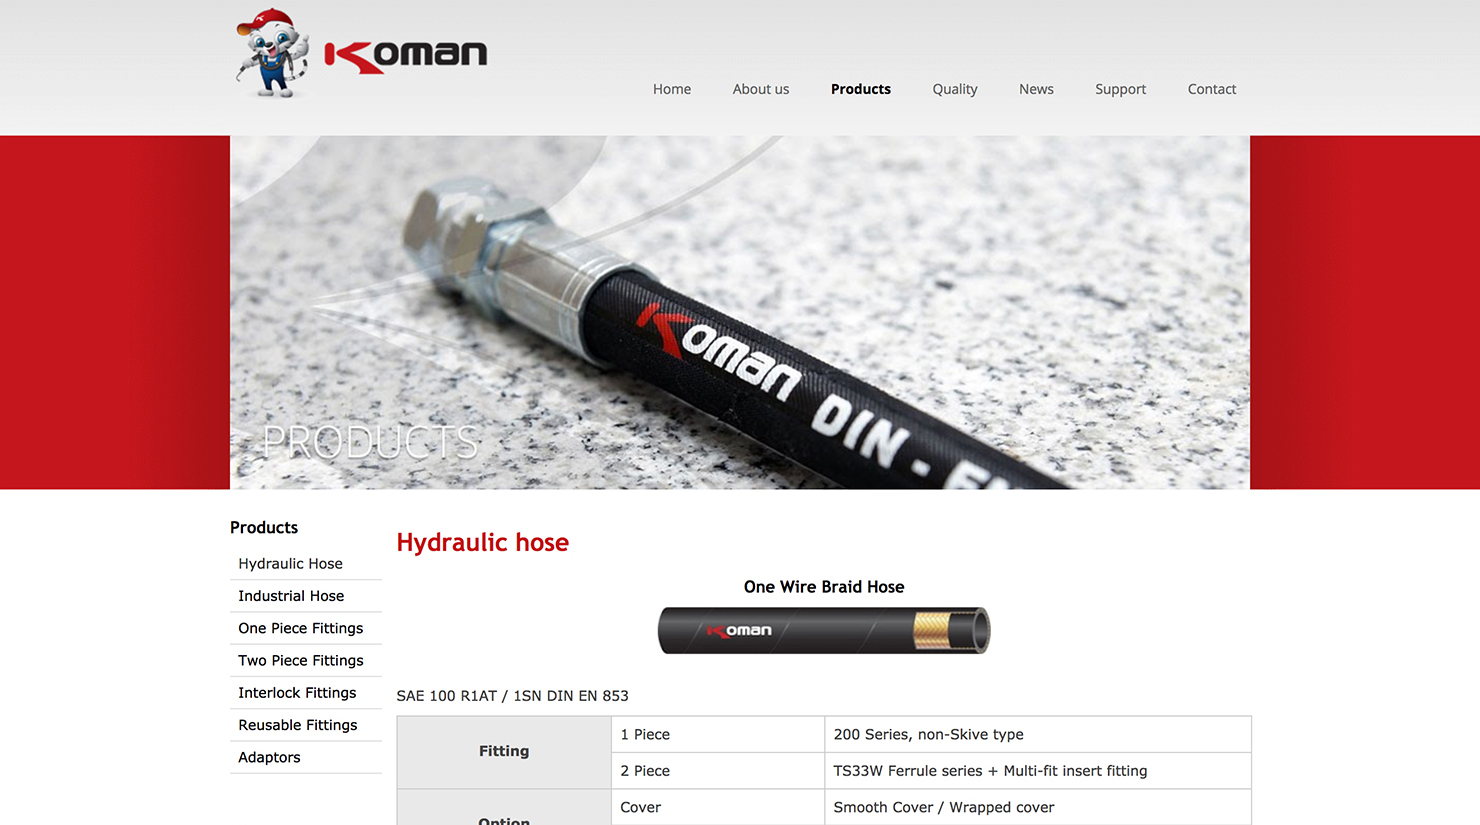 Koman
Home About us Products Quality News Support Contact
Koman DIN - EN
PRODUCTS
Products
Hydraulic Hose
Industrial Hose
One Piece Fittings
Two Piece Fittings
Interlock Fittings
Reusable Fittings
Adaptors
Hydraulic hose
One Wire Braid Hose
Koman
SAE 100 R1AT / 1SN DIN EN 853
Fitting
1 Piece 200 Series, non-Skive type
2 Piece TS33W Ferrule series + Multi-fit insert fitting
Option
Cover Smooth Cover / Wrapped cover